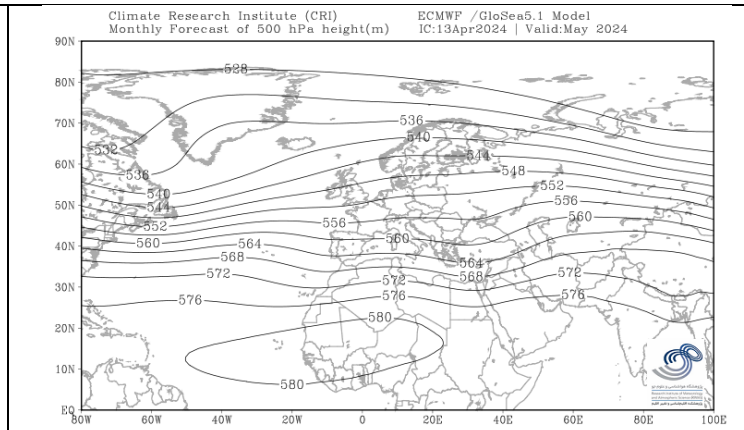 Climate Research Institute (CRI) ECMWF /GloSea5.1 Model
Monthly Forecast of 500 hPa height(m) IC:13Apr2024 | Valid:May 2024
90N
80N
70N
60N
50N
40N
30N
20N
10N
EQ
528
536
540
532
544
536
548
540
552
544
556
552
556
560
560
564
560
568
564
572
568
572
572
576
576
576
580
580
80W 60W 40W 20W 0 20E 40E 60E 80E 100E